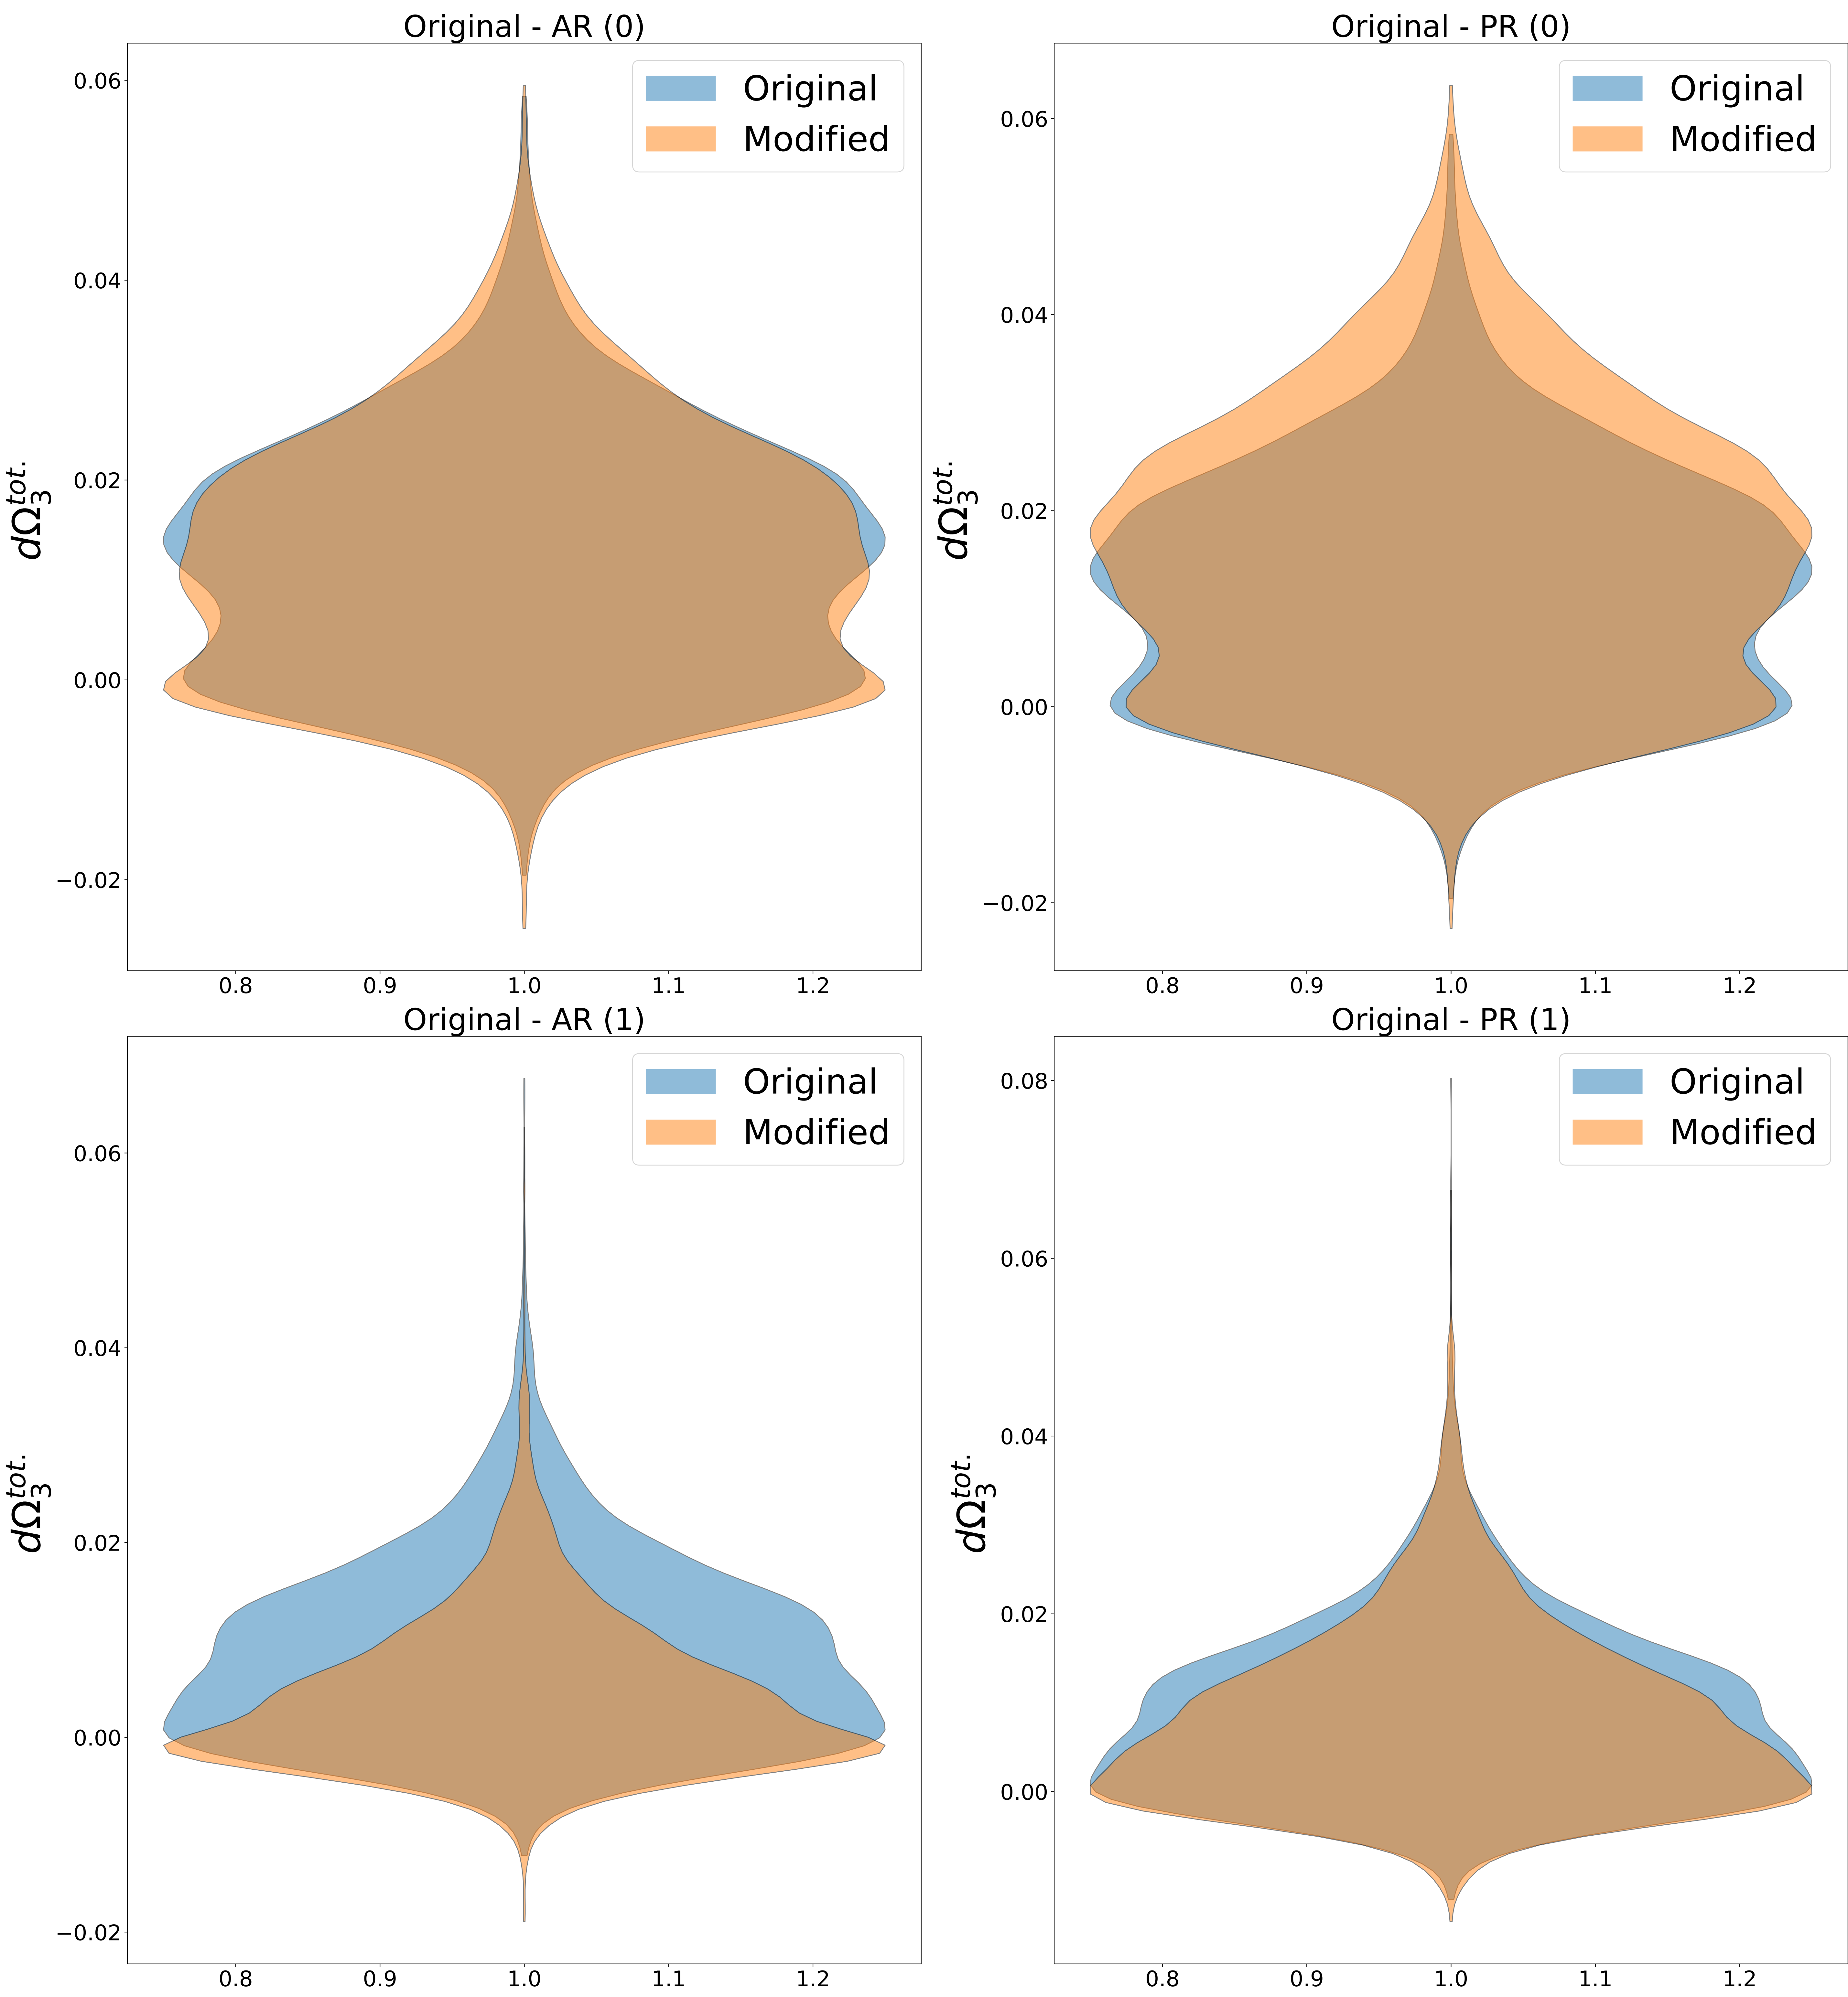 Original - AR (0)
Original
Modified
0.06
0.04
0.02
0.00
−0.02
dΩ₃ᵗᵒᵗ·
0.8 0.9 1.0 1.1 1.2
Original - PR (0)
Original
Modified
0.06
0.04
0.02
0.00
−0.02
dΩ₃ᵗᵒᵗ·
0.8 0.9 1.0 1.1 1.2
Original - AR (1)
Original
Modified
0.06
0.04
0.02
0.00
−0.02
dΩ₃ᵗᵒᵗ·
0.8 0.9 1.0 1.1 1.2
Original - PR (1)
Original
Modified
0.08
0.06
0.04
0.02
0.00
dΩ₃ᵗᵒᵗ·
0.8 0.9 1.0 1.1 1.2